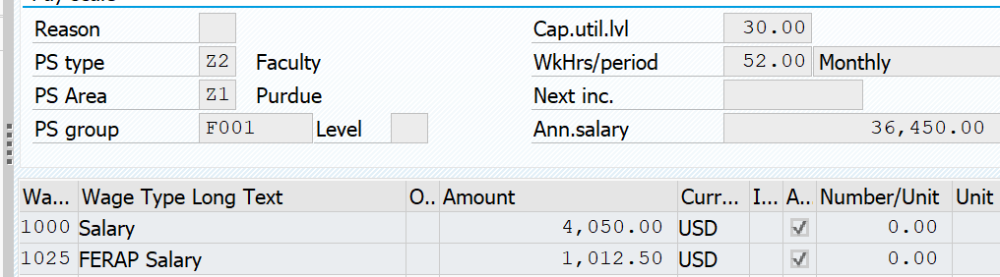 Reason Cap.util.lvl 30.00
PS type Z2 Faculty WkHrs/period 52.00 Monthly
PS Area Z1 Purdue Next inc.
PS group F001 Level Ann.salary 36,450.00
Wa... Wage Type Long Text O.. Amount Curr... I... A.. Number/Unit Unit
1000 Salary 4,050.00 USD 0.00
1025 FERAP Salary 1,012.50 USD 0.00